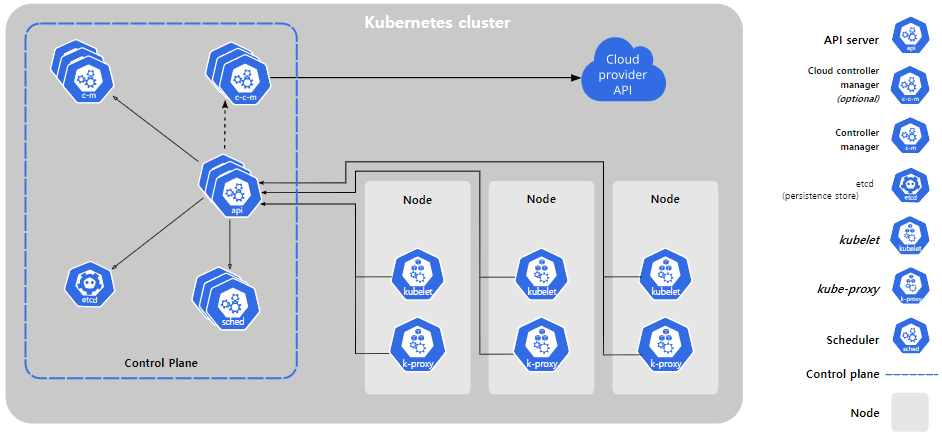 Kubernetes cluster
c-m
c-c-m
Cloud
provider
API
api
Node
Node
Node
etcd
sched
kubelet
kubelet
kubelet
k-proxy
k-proxy
k-proxy
Control Plane
API server
api
Cloud controller
manager
(optional)
c-c-m
Controller
manager
c-m
etcd
(persistence store)
etcd
kubelet
kubelet
kube-proxy
k-proxy
Scheduler
sched
Control plane
Node